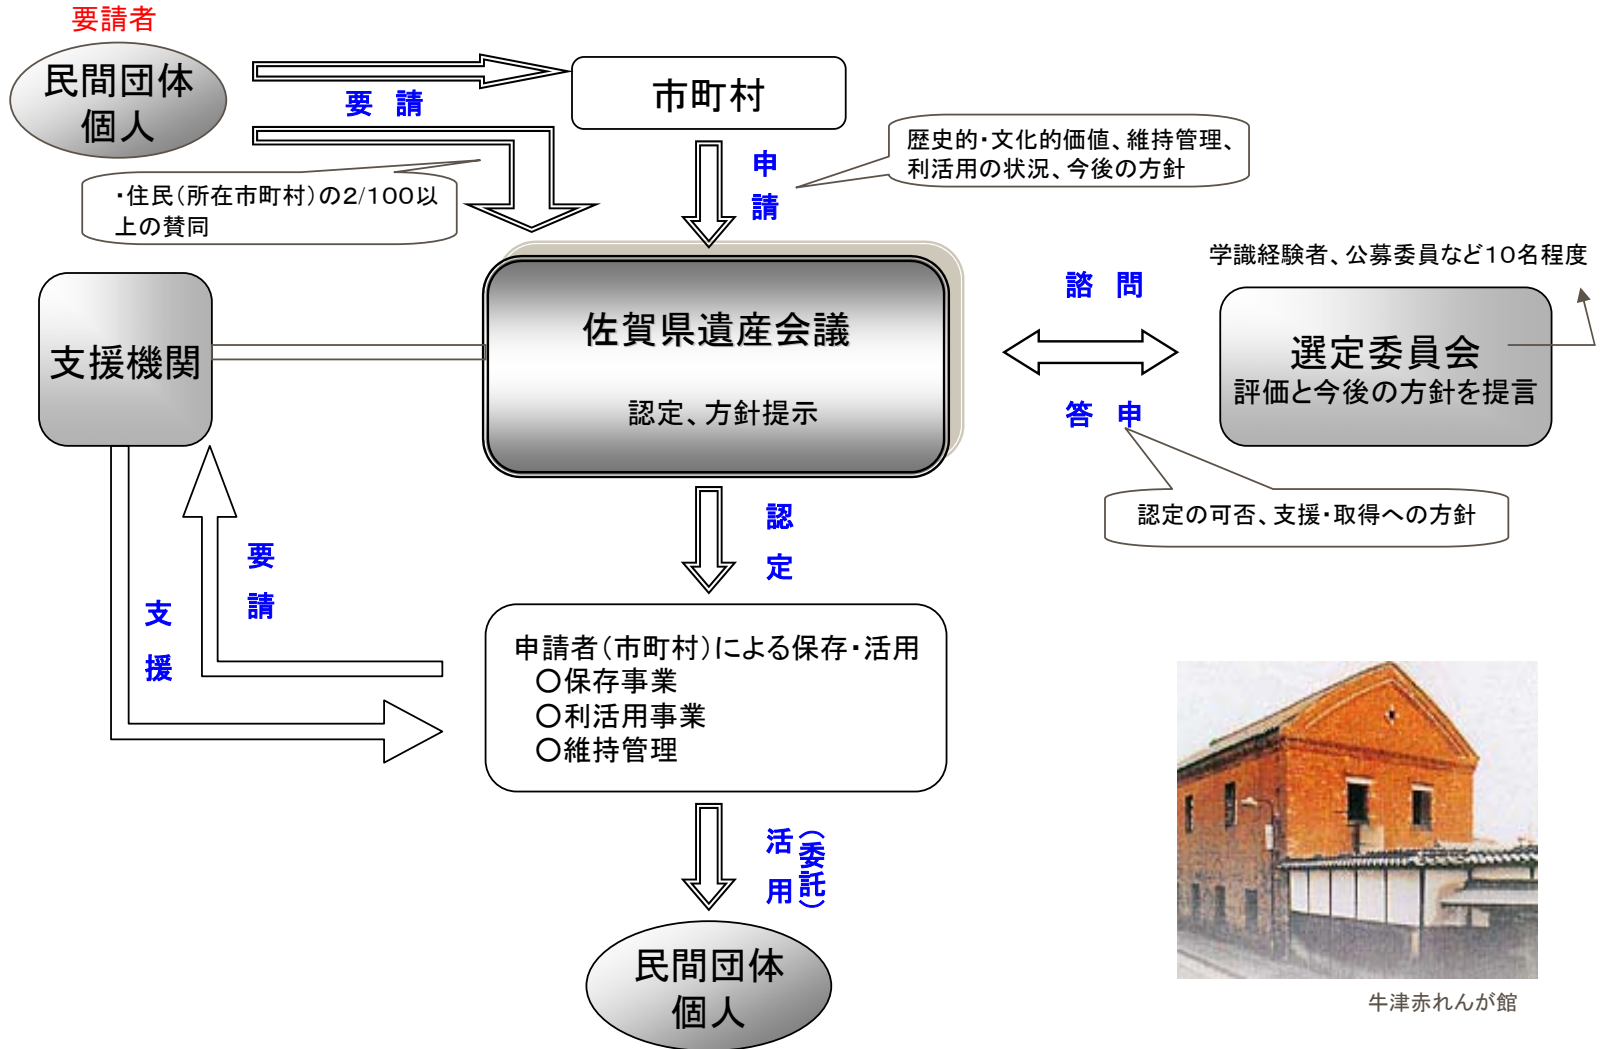 要請者
民間団体
個人
要 請
市町村
・住民(所在市町村)の2/100以
上の賛同
申
請
歴史的・文化的価値、維持管理、
利活用の状況、今後の方針
支援機関
佐賀県遺産会議
認定、方針提示
諮 問
答 申
学識経験者、公募委員など10名程度
選定委員会
評価と今後の方針を提言
認定の可否、支援・取得への方針
認
定
要
請
支
援
申請者(市町村)による保存・活用
○保存事業
○利活用事業
○維持管理
活用
(委託)
民間団体
個人
牛津赤れんが館